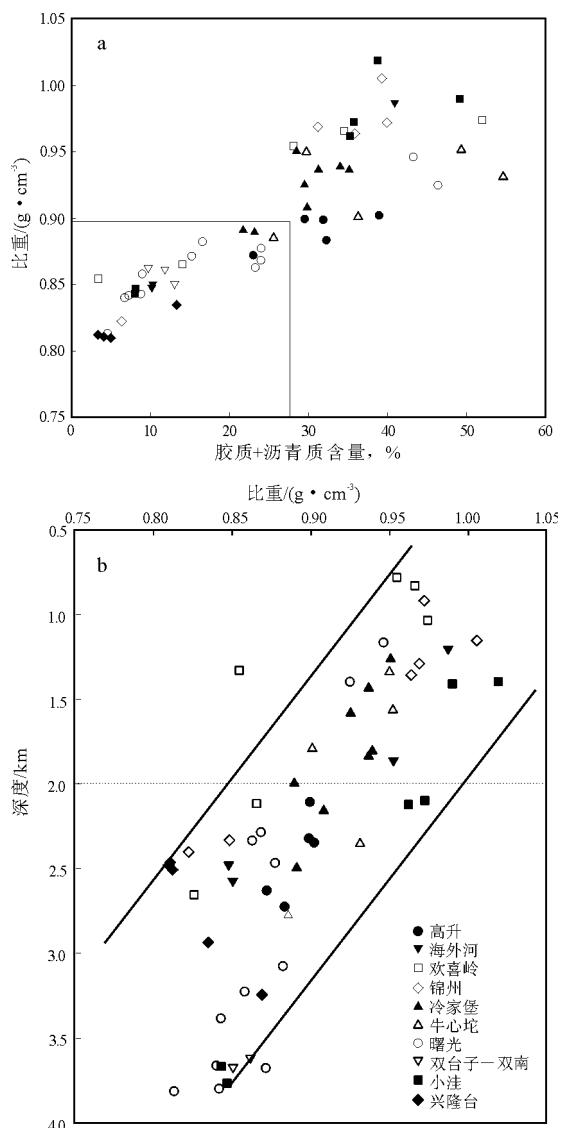 a
1.05
1.00
0.95
0.90
0.85
0.80
0.75
比重/(g·cm⁻³)
0 10 20 30 40 50 60
胶质+沥青质含量，%
比重/(g·cm⁻³)
0.75 0.80 0.85 0.90 0.95 1.00 1.05
b
0.5
1.0
1.5
2.0
2.5
3.0
3.5
4.0
深度/km
高升
海外河
欢喜岭
锦州
冷家堡
牛心坨
曙光
双台子－双南
小洼
兴隆台